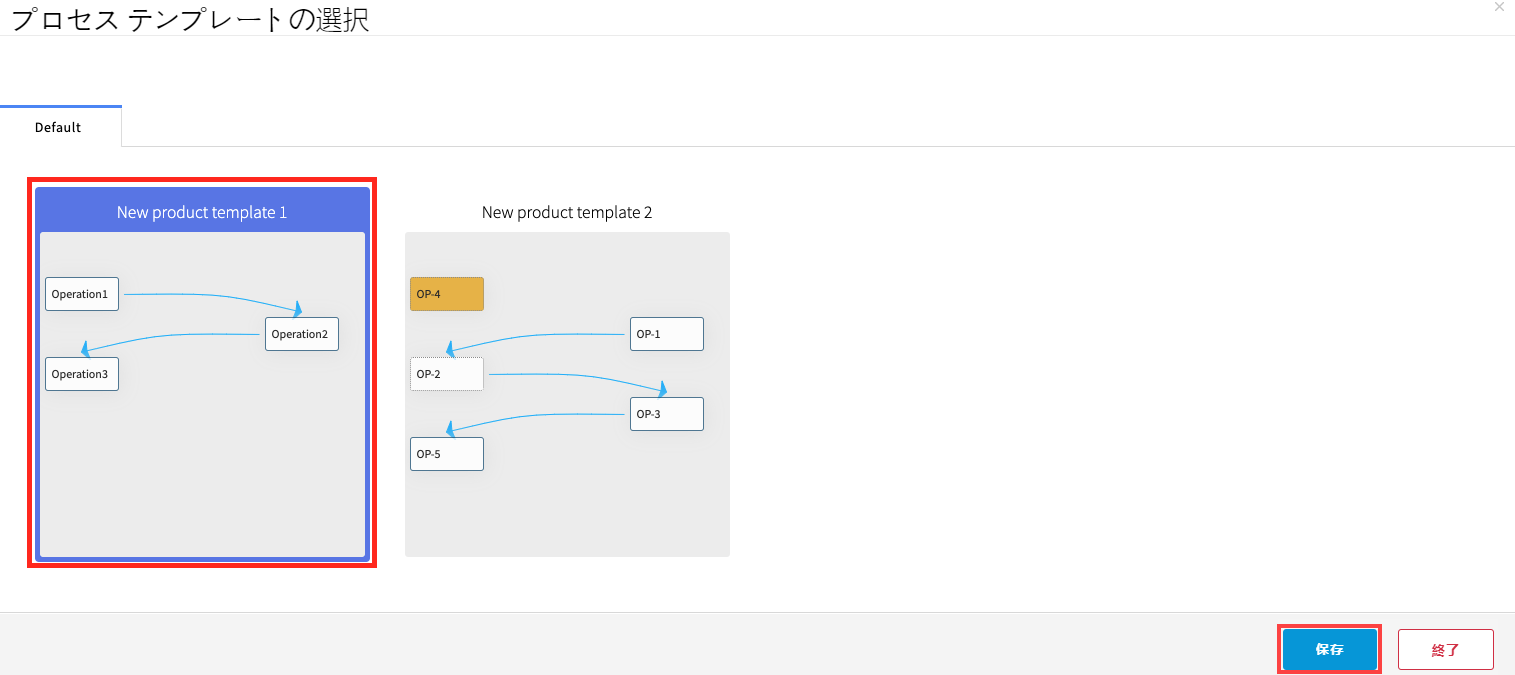 プロセス テンプレートの選択
Default
New product template 1
Operation1
Operation2
Operation3
New product template 2
OP-4
OP-1
OP-2
OP-3
OP-5
保存
終了